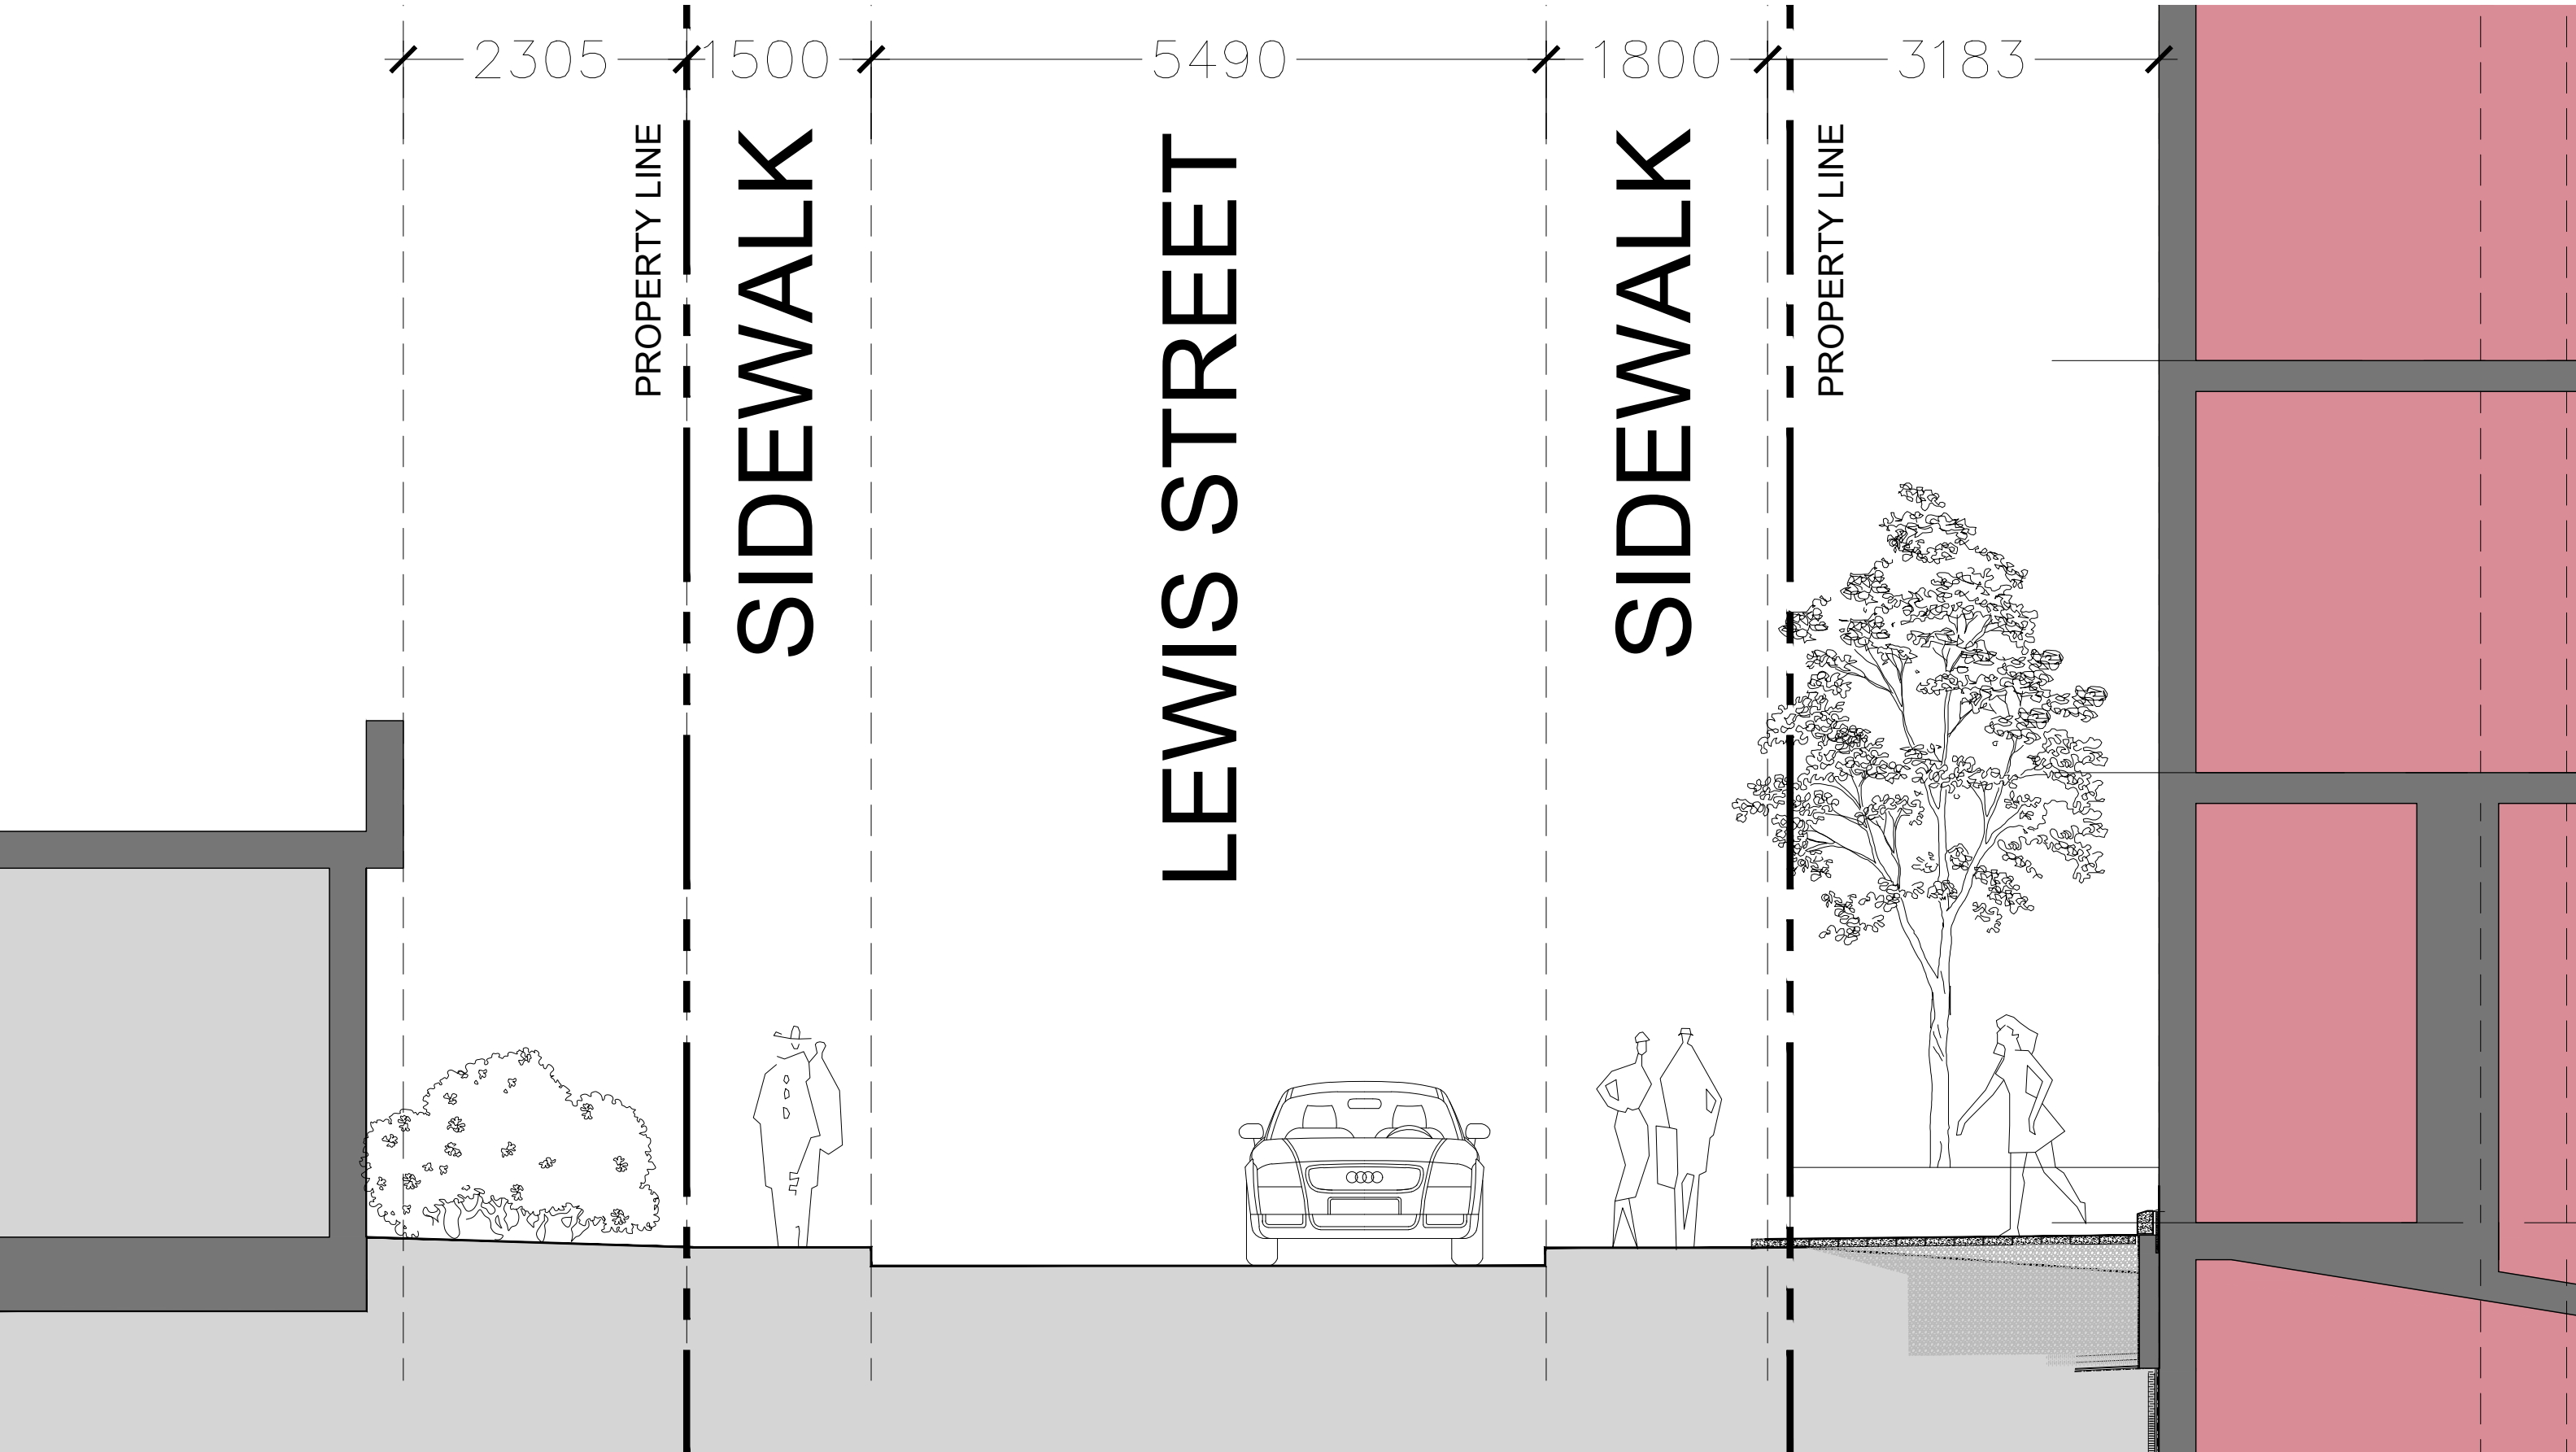 2305
1500
5490
1800
3183
PROPERTY LINE
SIDEWALK
LEWIS STREET
SIDEWALK
PROPERTY LINE